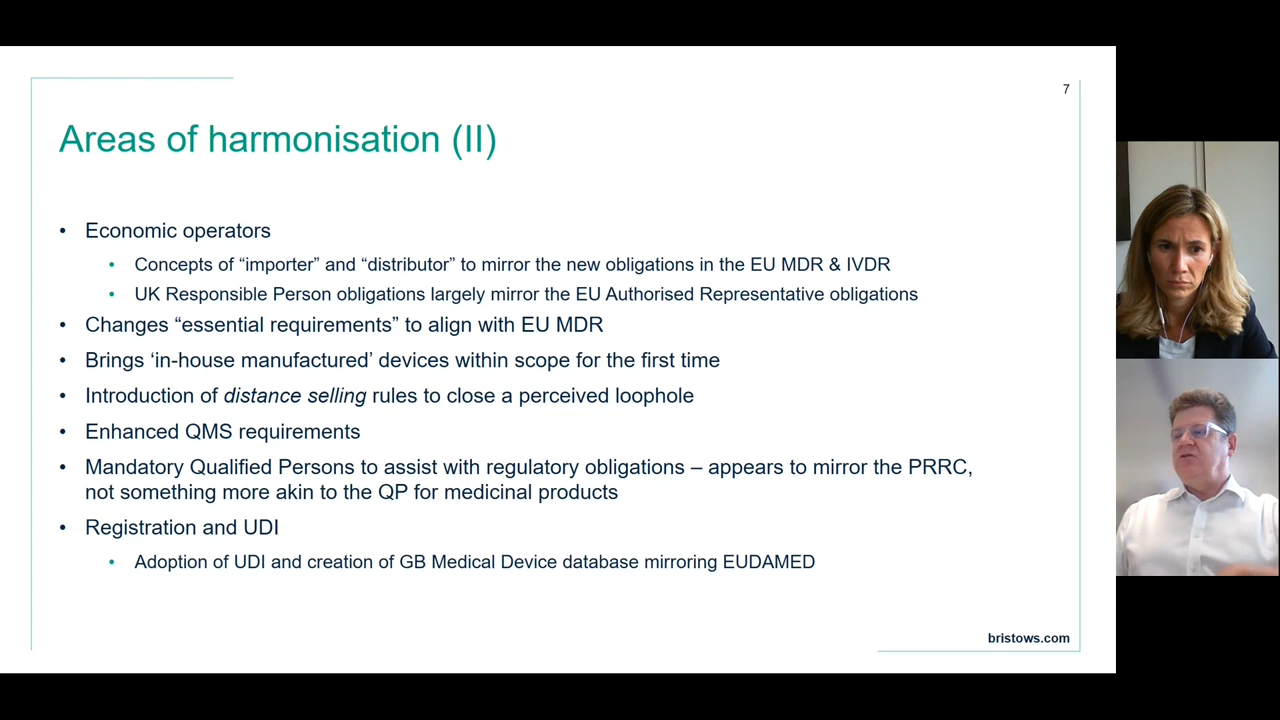 7
Areas of harmonisation (II)
• Economic operators
• Concepts of “importer” and “distributor” to mirror the new obligations in the EU MDR & IVDR
• UK Responsible Person obligations largely mirror the EU Authorised Representative obligations
• Changes “essential requirements” to align with EU MDR
• Brings ‘in-house manufactured’ devices within scope for the first time
• Introduction of distance selling rules to close a perceived loophole
• Enhanced QMS requirements
• Mandatory Qualified Persons to assist with regulatory obligations – appears to mirror the PRRC,
not something more akin to the QP for medicinal products
• Registration and UDI
• Adoption of UDI and creation of GB Medical Device database mirroring EUDAMED
bristows.com